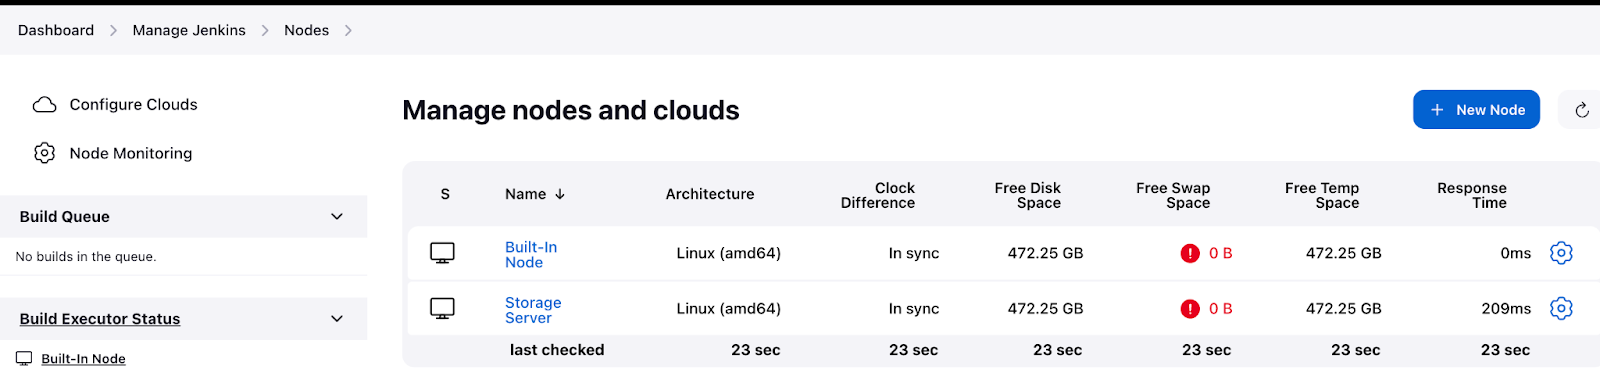 Dashboard > Manage Jenkins > Nodes >
Configure Clouds
Node Monitoring
Build Queue
No builds in the queue.
Build Executor Status
Built-In Node
Manage nodes and clouds
+ New Node
S Name ↓ Architecture Clock Difference Free Disk Space Free Swap Space Free Temp Space Response Time
Built-In Node Linux (amd64) In sync 472.25 GB ! 0 B 472.25 GB 0ms
Storage Server Linux (amd64) In sync 472.25 GB ! 0 B 472.25 GB 209ms
last checked 23 sec 23 sec 23 sec 23 sec 23 sec 23 sec